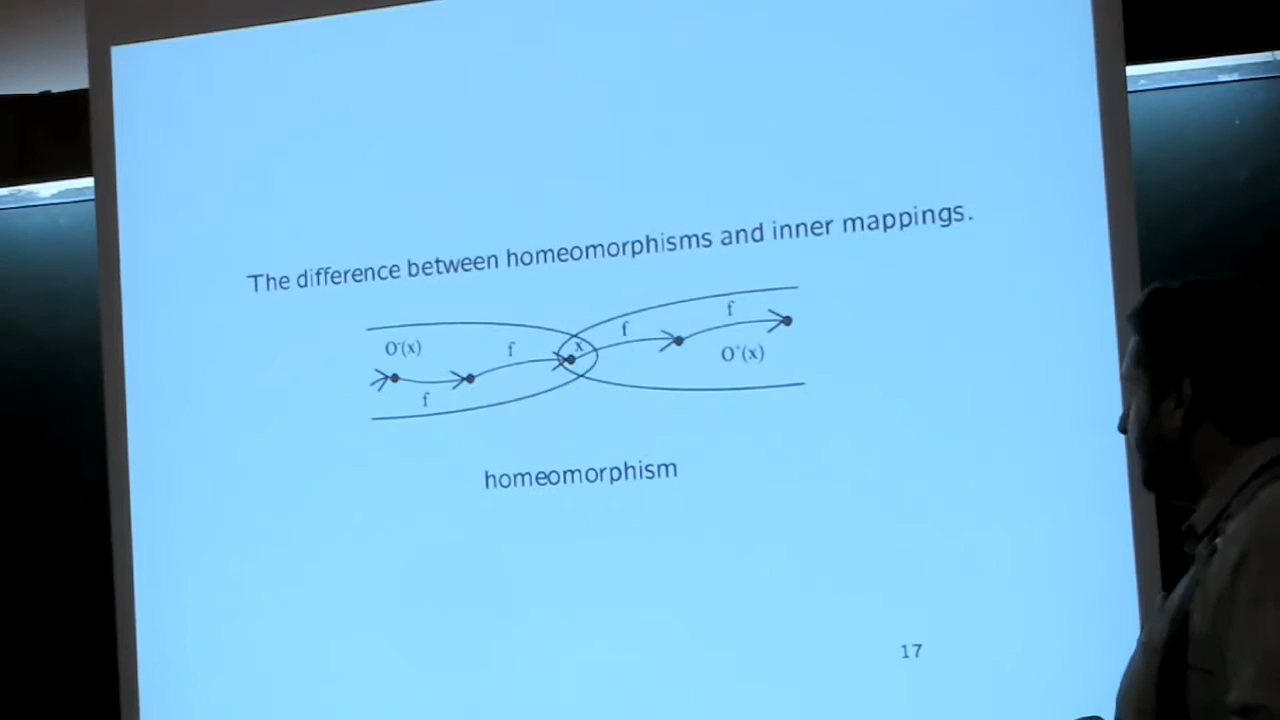 The difference between homeomorphisms and inner mappings.
O⁻(x) f x f f O⁺(x)
f
homeomorphism
17